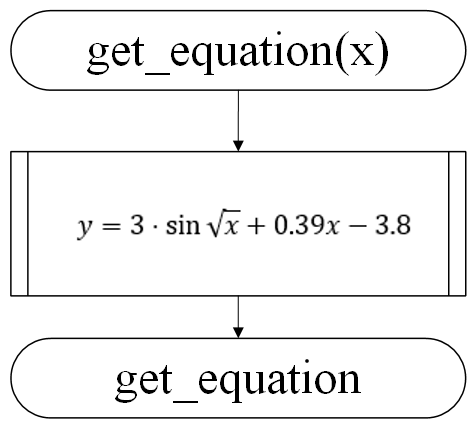 get_equation(x)
y = 3 · sin √x + 0.39x − 3.8
get_equation